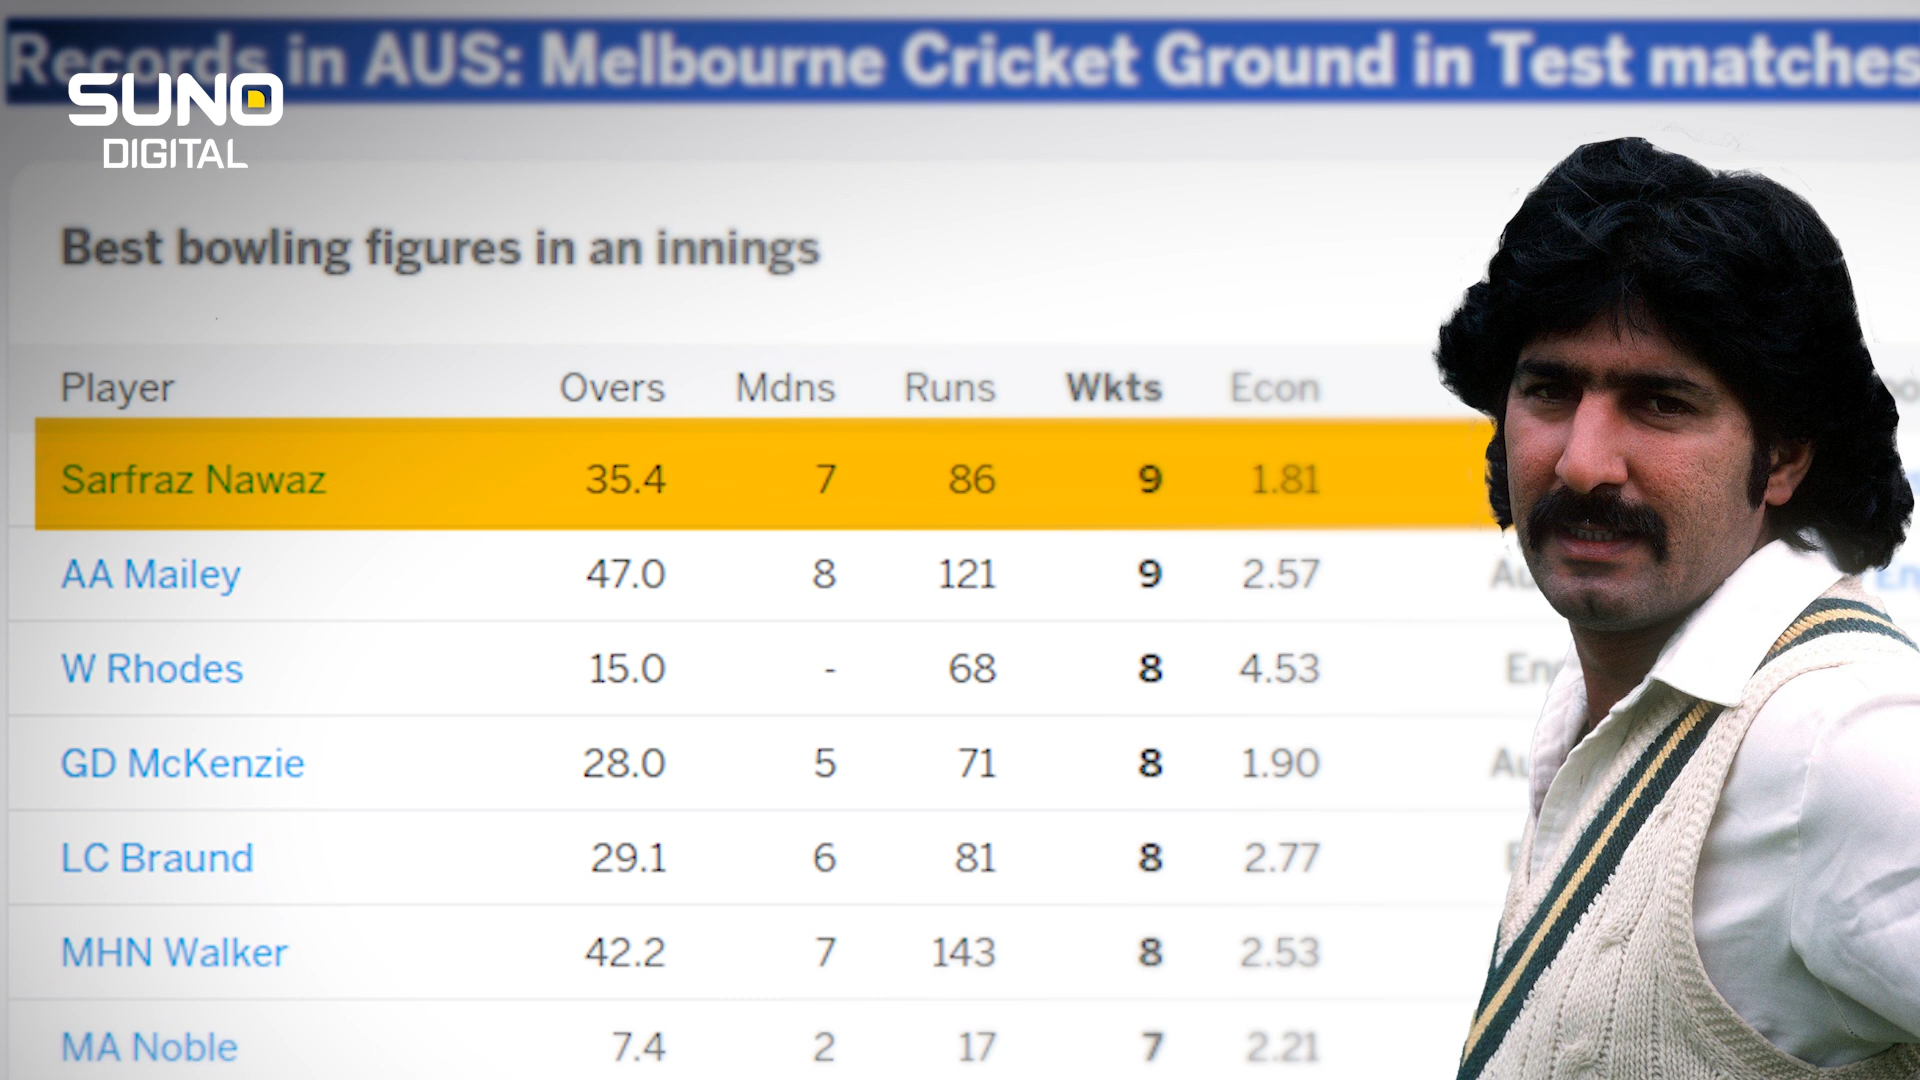 Records in AUS: Melbourne Cricket Ground in Test matches
SUNO
DIGITAL
Best bowling figures in an innings
Player Overs Mdns Runs Wkts Econ
Sarfraz Nawaz 35.4 7 86 9 1.81
AA Mailey 47.0 8 121 9 2.57
W Rhodes 15.0 - 68 8 4.53
GD McKenzie 28.0 5 71 8 1.90
LC Braund 29.1 6 81 8 2.77
MHN Walker 42.2 7 143 8 2.53
MA Noble 7.4 2 17 7 2.21